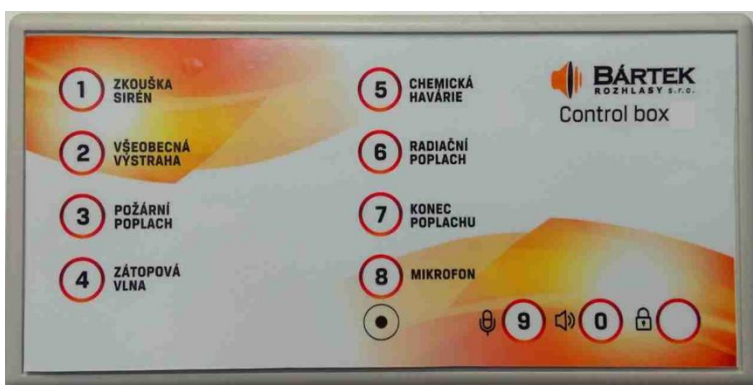 1 ZKOUŠKA
SIRÉN
2 VŠEOBECNÁ
VÝSTRAHA
3 POŽÁRNÍ
POPLACH
4 ZÁTOPOVÁ
VLNA
5 CHEMICKÁ
HAVÁRIE
6 RADIAČNÍ
POPLACH
7 KONEC
POPLACHU
8 MIKROFON
BÁRTEK
ROZHLASY s.r.o.
Control box
9 0